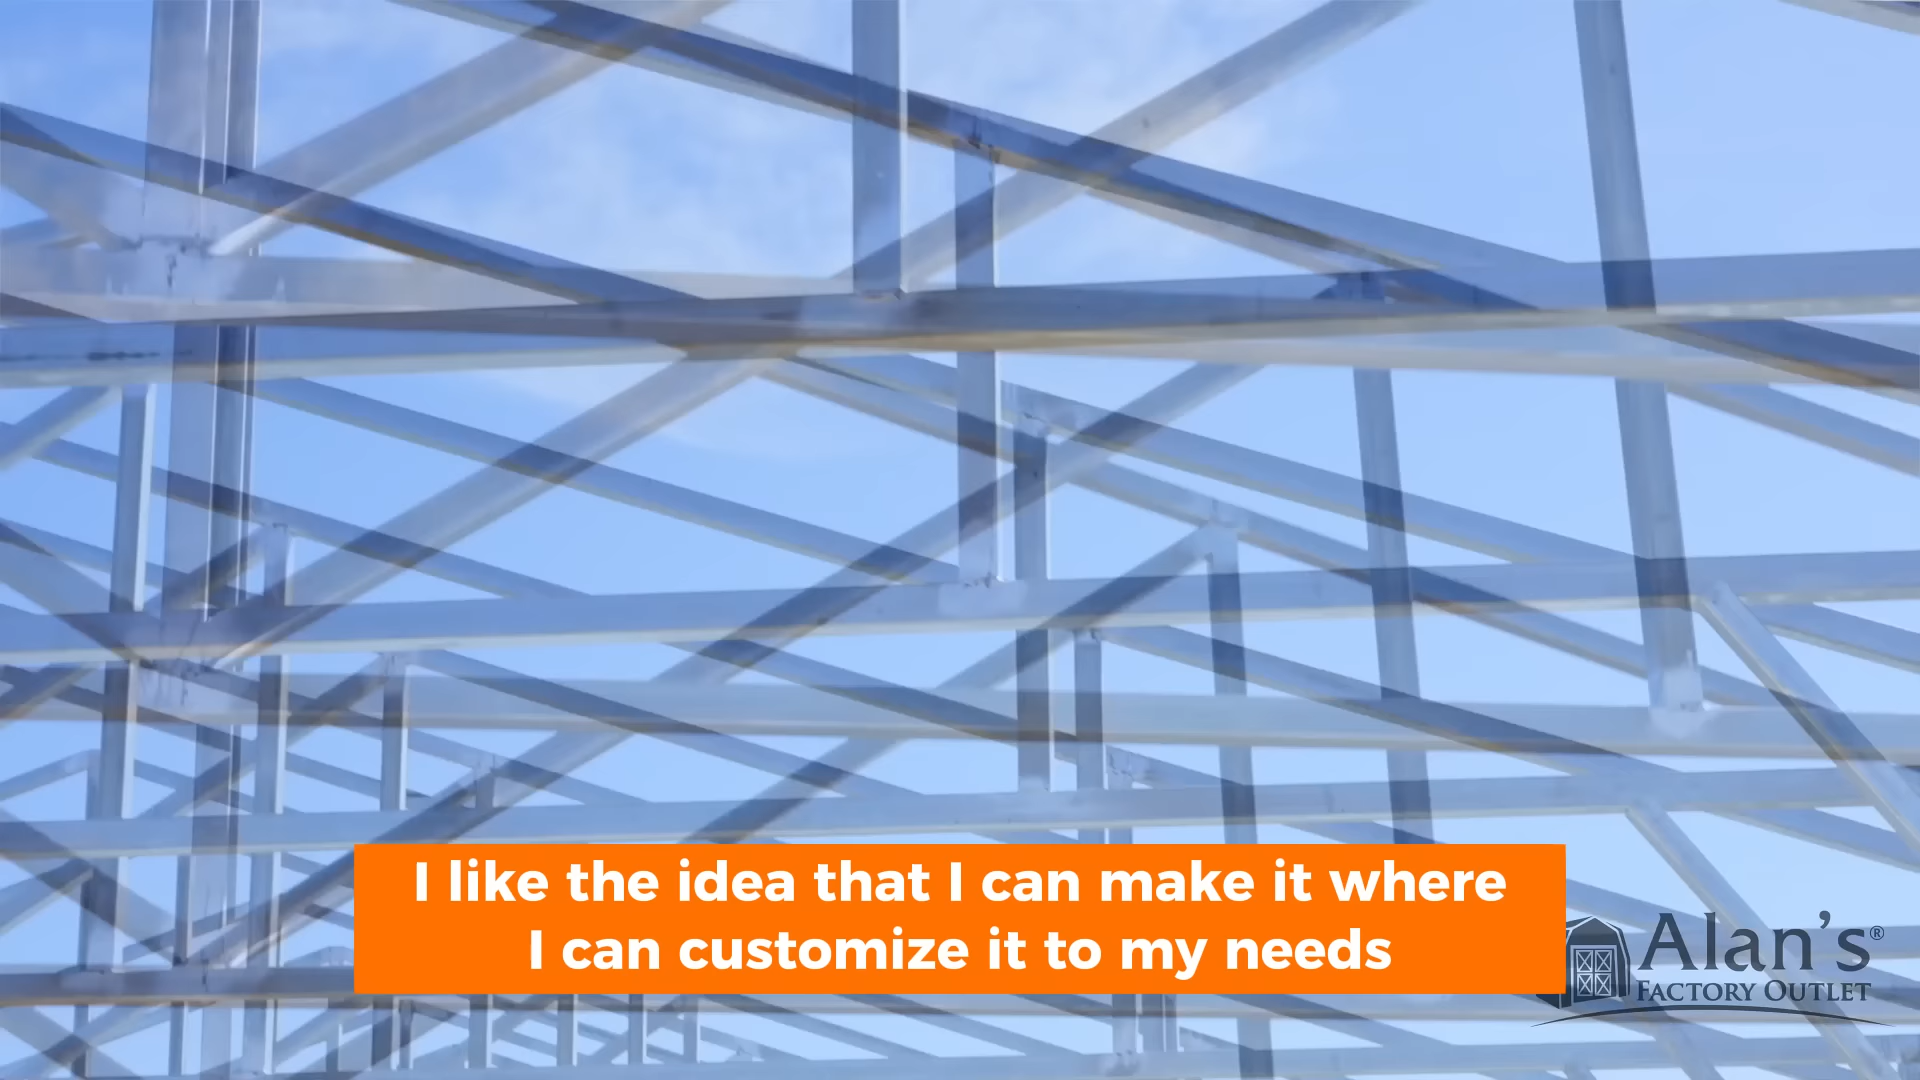 I like the idea that I can make it where
I can customize it to my needs
Alan's®
FACTORY OUTLET